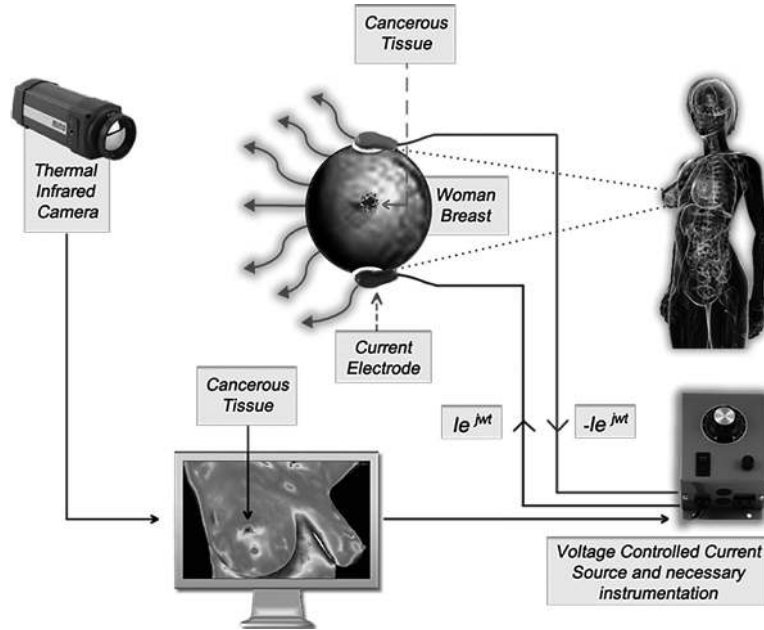 Cancerous
Tissue
Thermal
Infrared
Camera
Woman
Breast
Current
Electrode
Cancerous
Tissue
Ie jwt
-Ie jwt
Voltage Controlled Current
Source and necessary
instrumentation